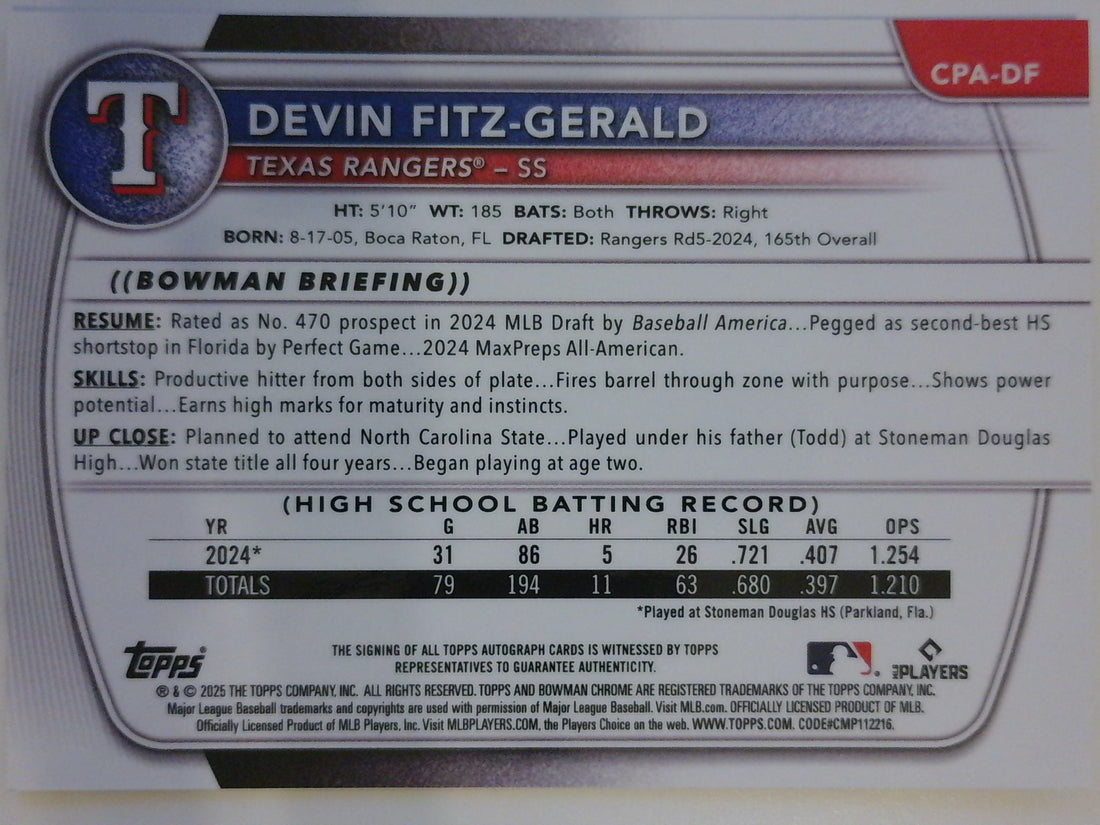 CPA-DF
T
DEVIN FITZ-GERALD
TEXAS RANGERS® – SS
HT: 5'10" WT: 185 BATS: Both THROWS: Right
BORN: 8-17-05, Boca Raton, FL DRAFTED: Rangers Rd5-2024, 165th Overall
((BOWMAN BRIEFING))
RESUME: Rated as No. 470 prospect in 2024 MLB Draft by Baseball America...Pegged as second-best HS
shortstop in Florida by Perfect Game...2024 MaxPreps All-American.
SKILLS: Productive hitter from both sides of plate...Fires barrel through zone with purpose...Shows power
potential...Earns high marks for maturity and instincts.
UP CLOSE: Planned to attend North Carolina State...Played under his father (Todd) at Stoneman Douglas
High...Won state title all four years...Began playing at age two.
(HIGH SCHOOL BATTING RECORD)
YR G AB HR RBI SLG AVG OPS
2024* 31 86 5 26 .721 .407 1.254
TOTALS 79 194 11 63 .680 .397 1.210
*Played at Stoneman Douglas HS (Parkland, Fla.)
topps
THE SIGNING OF ALL TOPPS AUTOGRAPH CARDS IS WITNESSED BY TOPPS
REPRESENTATIVES TO GUARANTEE AUTHENTICITY.
MLB PLAYERS
® & © 2025 THE TOPPS COMPANY, INC. ALL RIGHTS RESERVED. TOPPS AND BOWMAN CHROME ARE REGISTERED TRADEMARKS OF THE TOPPS COMPANY, INC.
Major League Baseball trademarks and copyrights are used with permission of Major League Baseball. Visit MLB.com. OFFICIALLY LICENSED PRODUCT OF MLB.
Officially Licensed Product of MLB Players, Inc. Visit MLBPLAYERS.COM, the Players Choice on the web. WWW.TOPPS.COM. CODE#CMP112216.